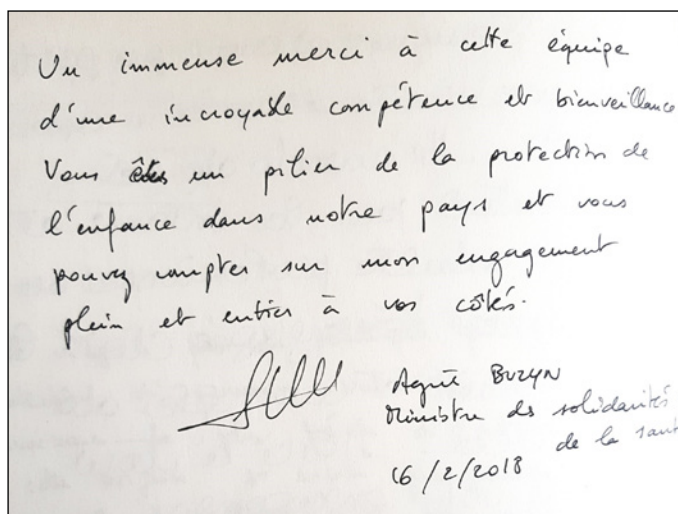 Un immense merci à cette équipe
d'une incroyable compétence et bienveillance
Vous êtes un pilier de la protection de
l'enfance dans notre pays et vous
pouvez compter sur mon engagement
plein et entier à vos côtés.
Agnès BUZYN
Ministre des solidarités
de la sant
16/2/2018